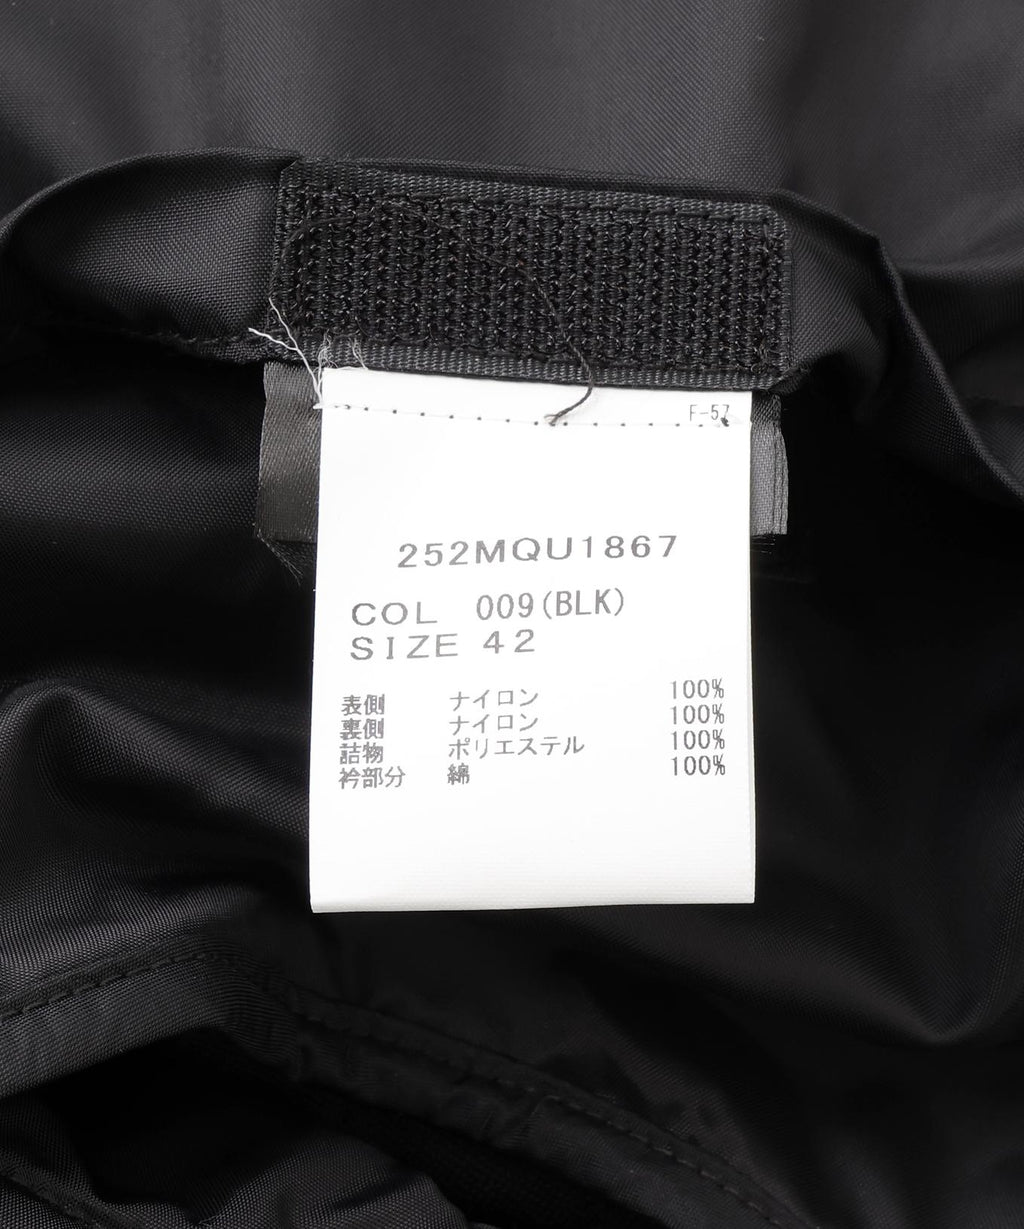 F-57
252MQU1867
COL 009(BLK)
SIZE 42
表側 ナイロン 100%
裏側 ナイロン 100%
詰物 ポリエステル 100%
衿部分 綿 100%